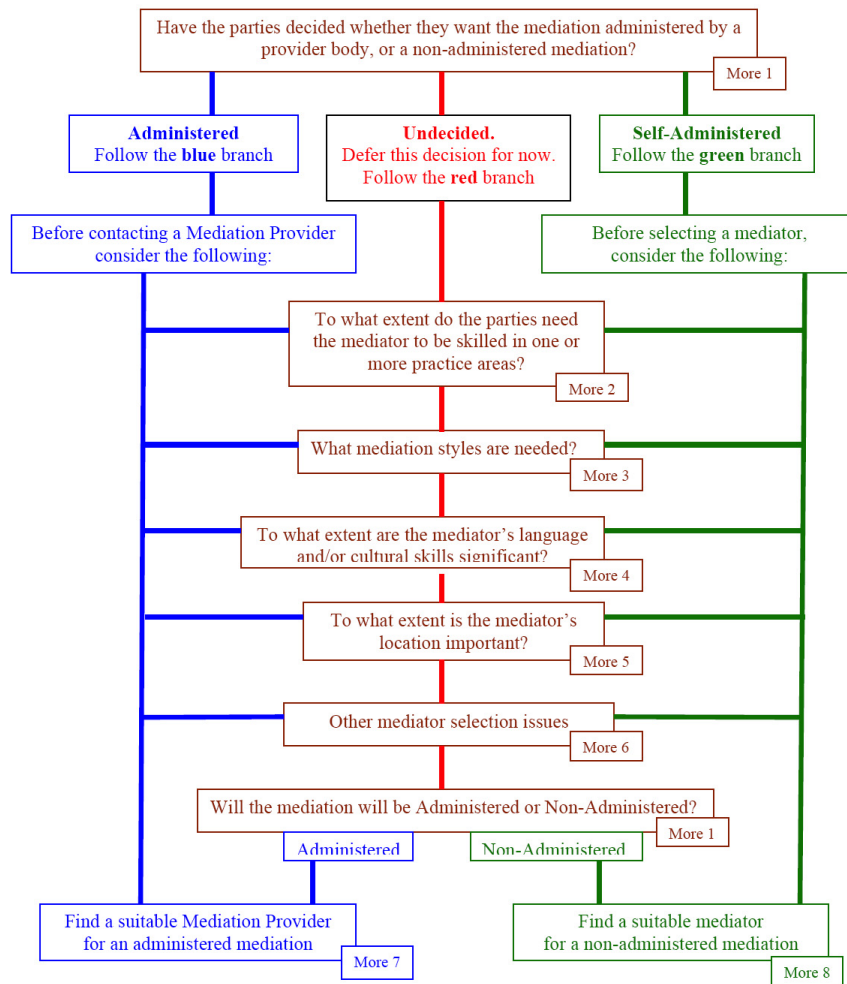 Have the parties decided whether they want the mediation administered by a
provider body, or a non-administered mediation?
More 1
Administered
Follow the blue branch
Undecided.
Defer this decision for now.
Follow the red branch
Self-Administered
Follow the green branch
Before contacting a Mediation Provider
consider the following:
Before selecting a mediator,
consider the following:
To what extent do the parties need
the mediator to be skilled in one or
more practice areas?
More 2
What mediation styles are needed?
More 3
To what extent are the mediator’s language
and/or cultural skills significant?
More 4
To what extent is the mediator’s
location important?
More 5
Other mediator selection issues
More 6
Will the mediation will be Administered or Non-Administered?
More 1
Administered
Non-Administered
Find a suitable Mediation Provider
for an administered mediation
More 7
Find a suitable mediator
for a non-administered mediation
More 8